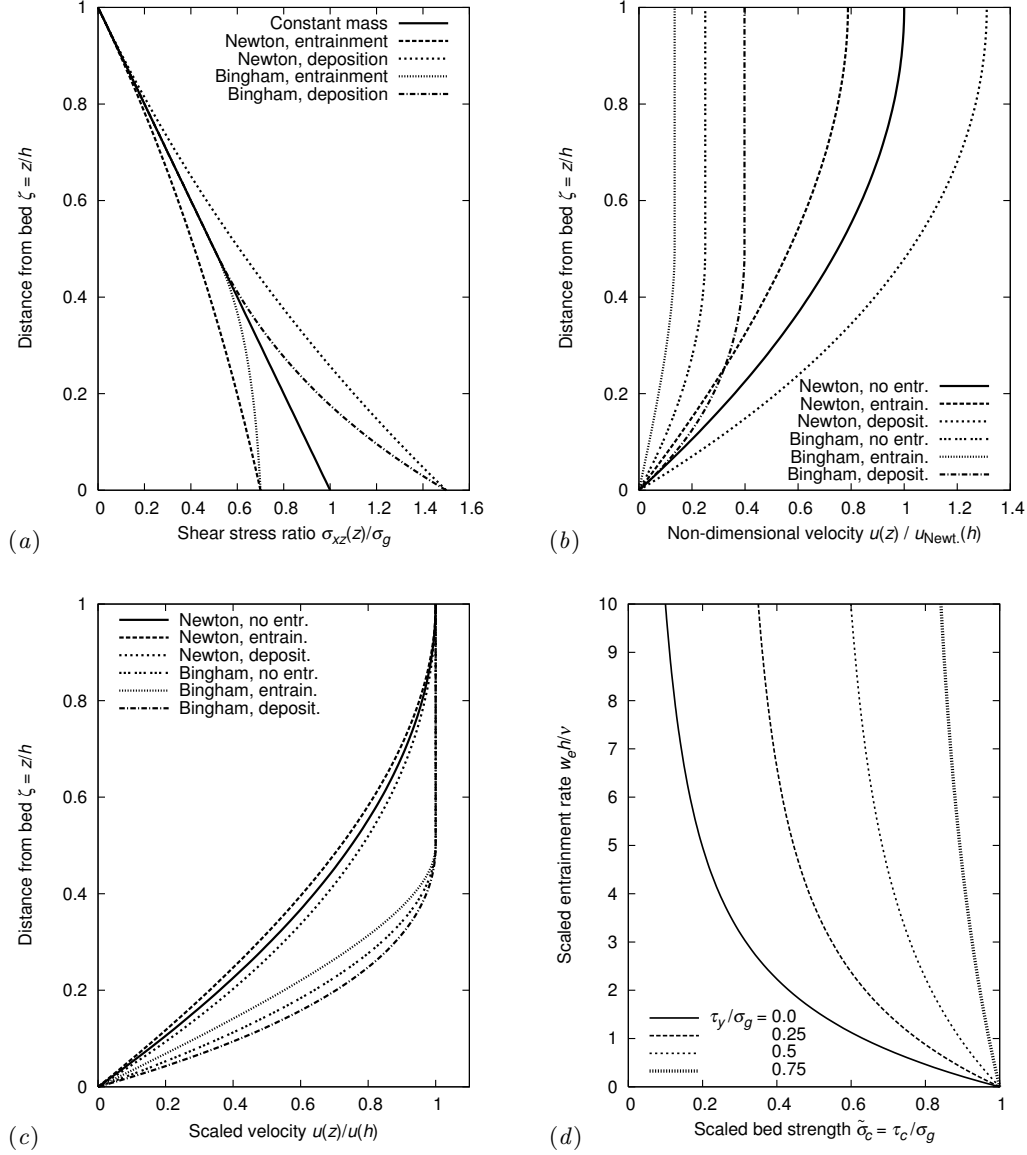 Constant mass
Newton, entrainment
Newton, deposition
Bingham, entrainment
Bingham, deposition
Distance from bed ζ = z/h
1
0.8
0.6
0.4
0.2
0
0 0.2 0.4 0.6 0.8 1 1.2 1.4 1.6
Shear stress ratio σxz(z)/σg
(a)
Distance from bed ζ = z/h
1
0.8
0.6
0.4
0.2
0
Newton, no entr.
Newton, entrain.
Newton, deposit.
Bingham, no entr.
Bingham, entrain.
Bingham, deposit.
0 0.2 0.4 0.6 0.8 1 1.2 1.4
Non-dimensional velocity u(z) / uNewt.(h)
(b)
Distance from bed ζ = z/h
1
0.8
0.6
0.4
0.2
0
Newton, no entr.
Newton, entrain.
Newton, deposit.
Bingham, no entr.
Bingham, entrain.
Bingham, deposit.
0 0.2 0.4 0.6 0.8 1
Scaled velocity u(z)/u(h)
(c)
Scaled entrainment rate weh/ν
10
9
8
7
6
5
4
3
2
1
0
τy/σg = 0.0
0.25
0.5
0.75
0 0.2 0.4 0.6 0.8 1
Scaled bed strength σ̃c = τc/σg
(d)